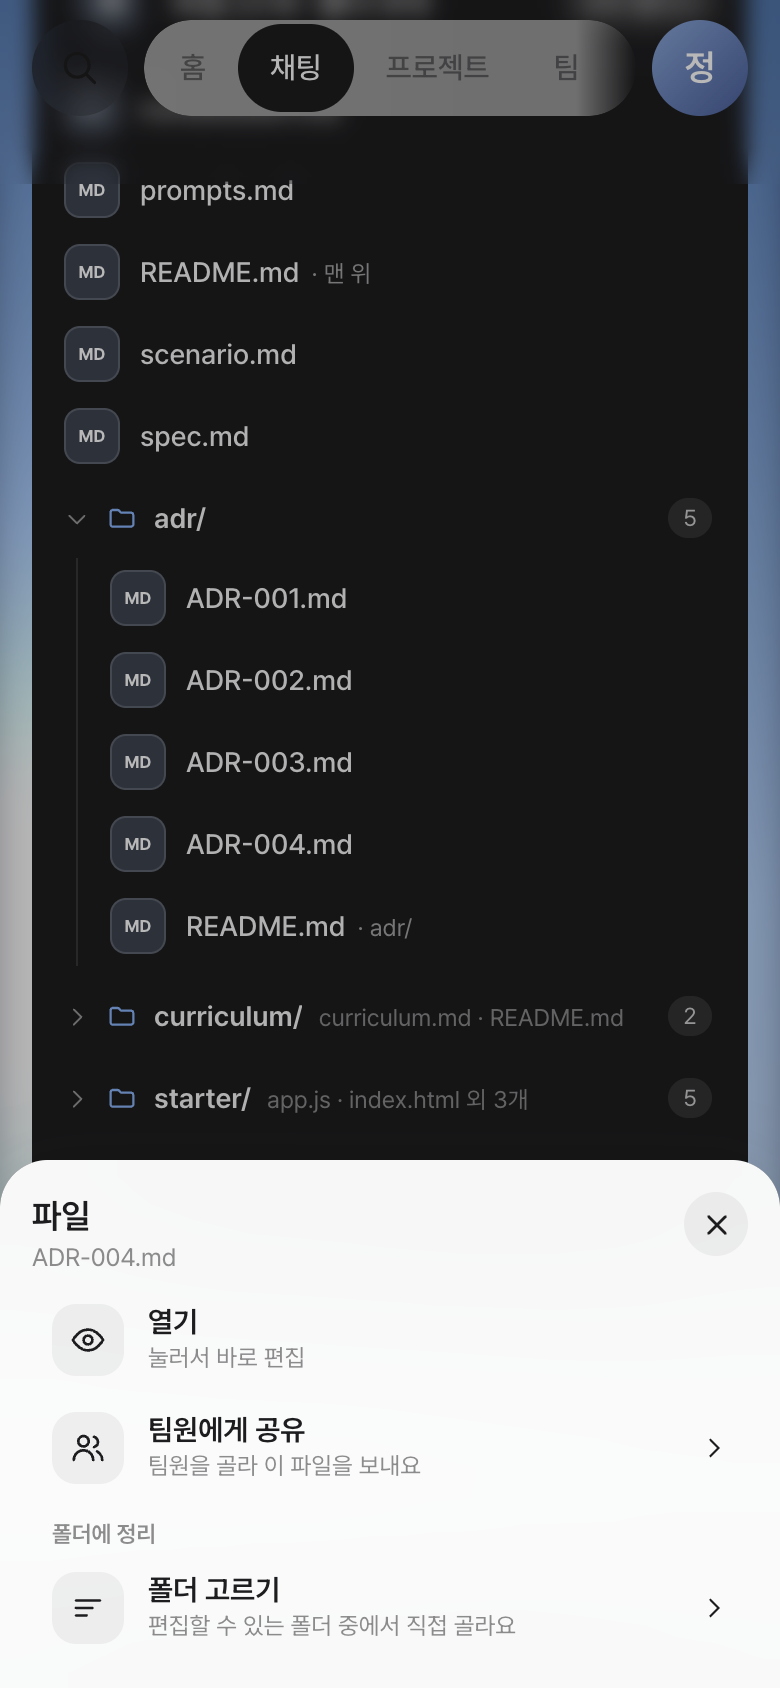 홈
채팅
프로젝트
팀
정
MD prompts.md
MD README.md · 맨 위
MD scenario.md
MD spec.md
adr/ 5
MD ADR-001.md
MD ADR-002.md
MD ADR-003.md
MD ADR-004.md
MD README.md · adr/
curriculum/ curriculum.md · README.md 2
starter/ app.js · index.html 외 3개 5
파일
ADR-004.md
열기
눌러서 바로 편집
팀원에게 공유
팀원을 골라 이 파일을 보내요
폴더에 정리
폴더 고르기
편집할 수 있는 폴더 중에서 직접 골라요